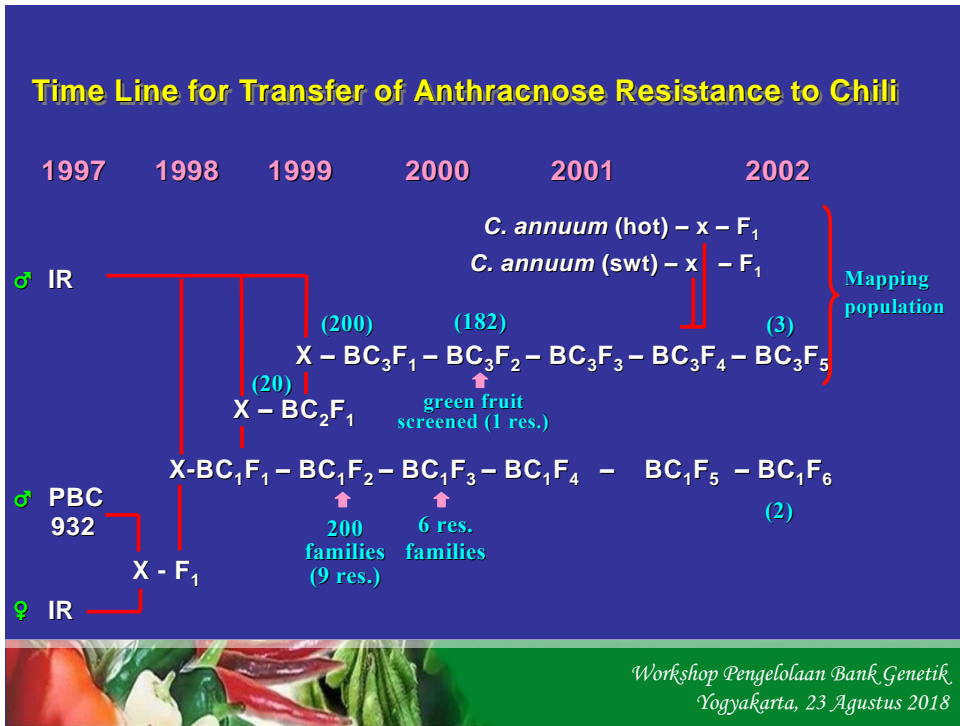 Time Line for Transfer of Anthracnose Resistance to Chili
1997 1998 1999 2000 2001 2002
C. annuum (hot) – x – F1
C. annuum (swt) – x – F1
♂ IR
Mapping
population
(200) (182) (3)
X – BC3F1 – BC3F2 – BC3F3 – BC3F4 – BC3F5
(20)
X – BC2F1
green fruit
screened (1 res.)
X-BC1F1 – BC1F2 – BC1F3 – BC1F4 – BC1F5 – BC1F6
♂ PBC
932
(2)
200
families
(9 res.)
6 res.
families
X - F1
♀ IR
Workshop Pengelolaan Bank Genetik
Yogyakarta, 23 Agustus 2018